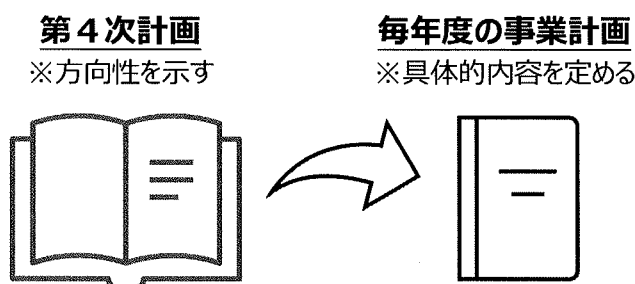 第４次計画
※方向性を示す
毎年度の事業計画
※具体的内容を定める